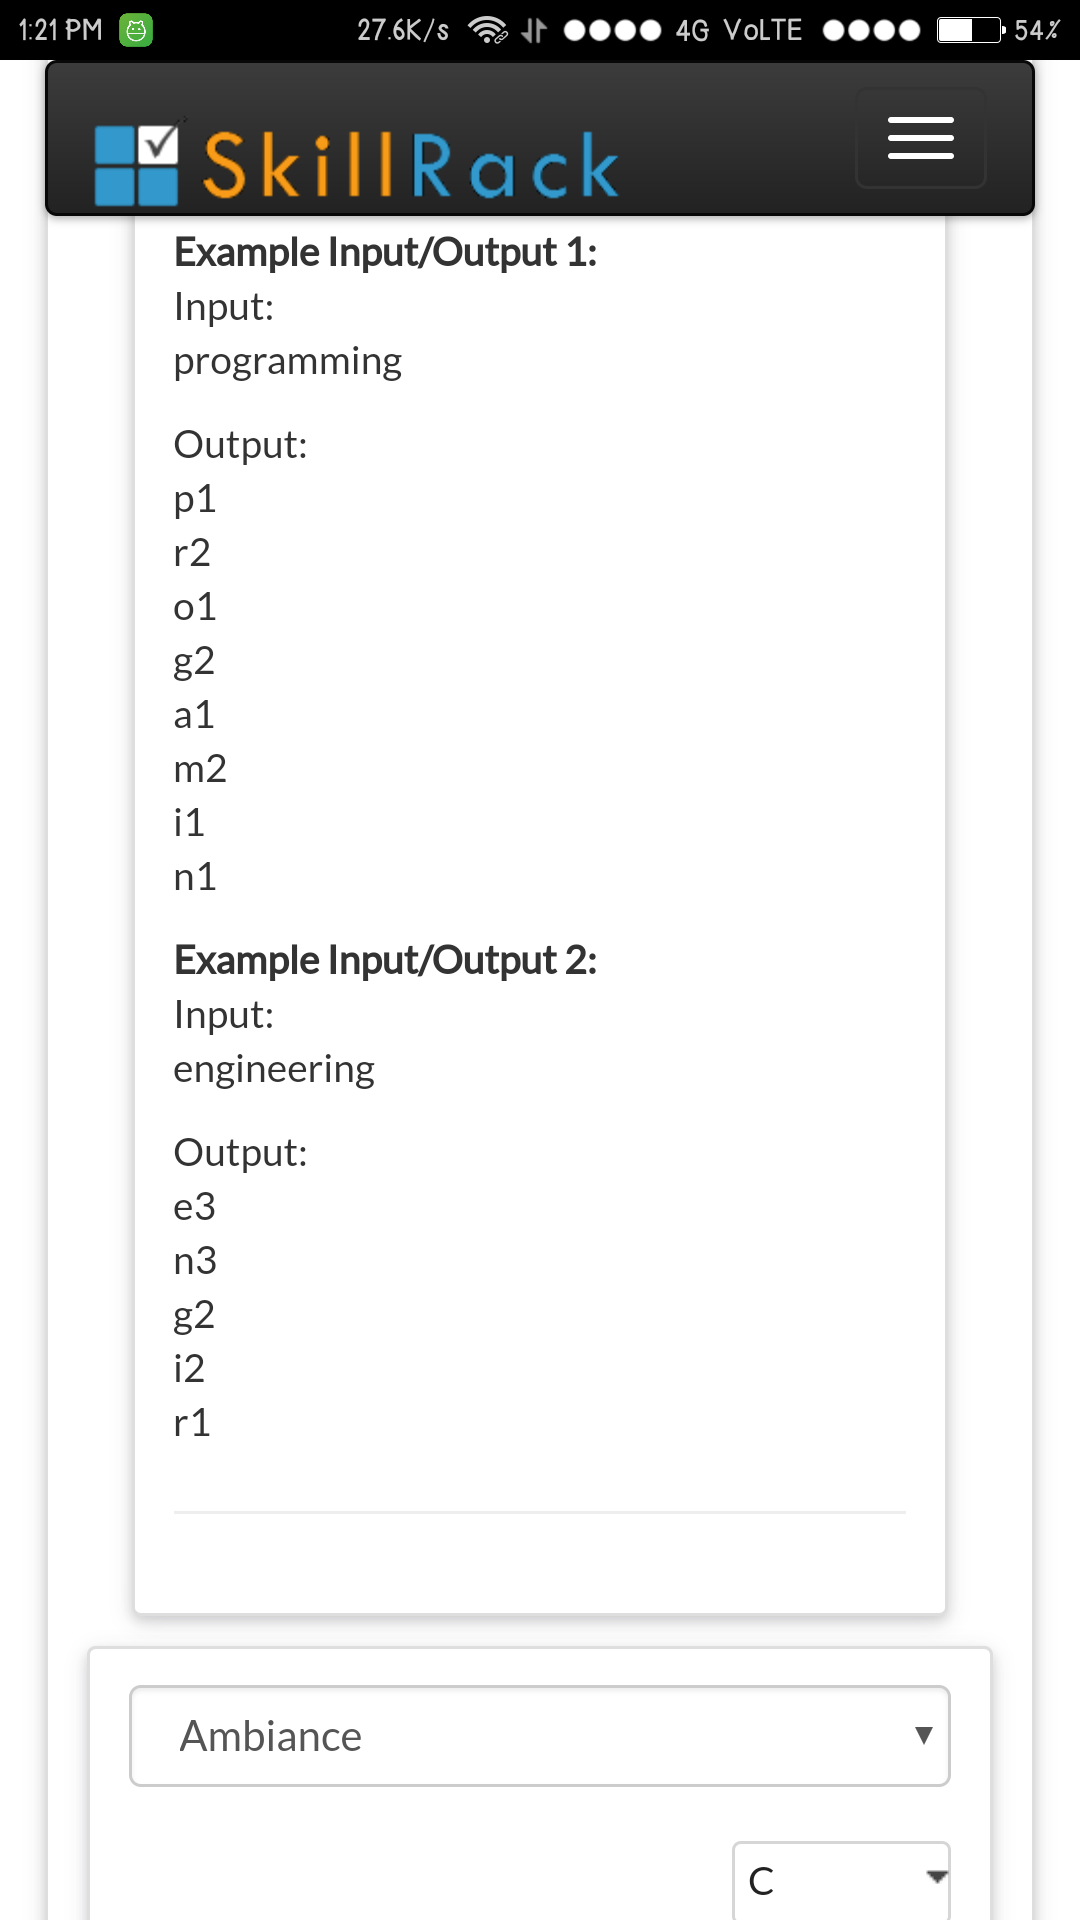 1:21 PM 27.6K/s 4G VoLTE 54%
SkillRack
Example Input/Output 1:
Input:
programming
Output:
p1
r2
o1
g2
a1
m2
i1
n1
Example Input/Output 2:
Input:
engineering
Output:
e3
n3
g2
i2
r1
Ambiance
C